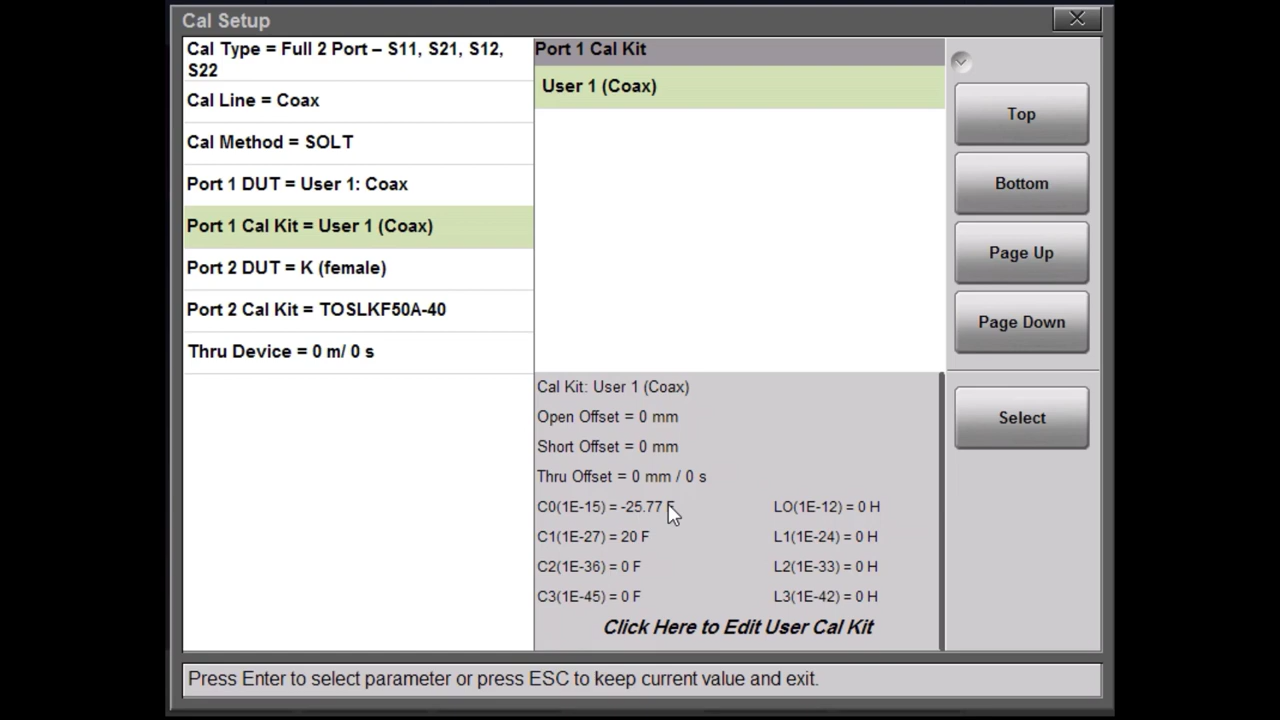 Cal Setup
Cal Type = Full 2 Port – S11, S21, S12,
S22
Cal Line = Coax
Cal Method = SOLT
Port 1 DUT = User 1: Coax
Port 1 Cal Kit = User 1 (Coax)
Port 2 DUT = K (female)
Port 2 Cal Kit = TOSLKF50A-40
Thru Device = 0 m/ 0 s
Port 1 Cal Kit
User 1 (Coax)
Cal Kit: User 1 (Coax)
Open Offset = 0 mm
Short Offset = 0 mm
Thru Offset = 0 mm / 0 s
C0(1E-15) = -25.77 F
LO(1E-12) = 0 H
C1(1E-27) = 20 F
L1(1E-24) = 0 H
C2(1E-36) = 0 F
L2(1E-33) = 0 H
C3(1E-45) = 0 F
L3(1E-42) = 0 H
Click Here to Edit User Cal Kit
Top
Bottom
Page Up
Page Down
Select
Press Enter to select parameter or press ESC to keep current value and exit.